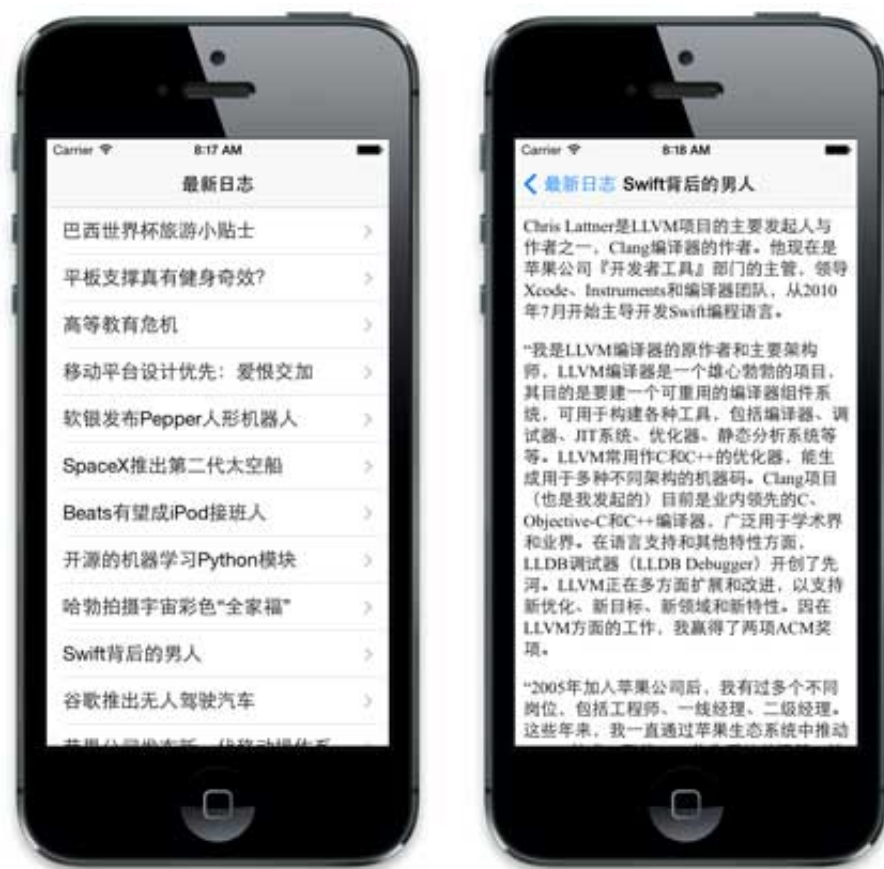 Carrier
8:17 AM
最新日志
巴西世界杯旅游小贴士
平板支撑真有健身奇效?
高等教育危机
移动平台设计优先：爱恨交加
软银发布Pepper人形机器人
SpaceX推出第二代太空船
Beats有望成iPod接班人
开源的机器学习Python模块
哈勃拍摄宇宙彩色“全家福”
Swift背后的男人
谷歌推出无人驾驶汽车
苹果公司发布新一代移动操作系
Carrier
8:18 AM
最新日志 Swift背后的男人
Chris Lattner是LLVM项目的主要发起人与
作者之一，Clang编译器的作者。他现在是
苹果公司『开发者工具』部门的主管，领导
Xcode、Instruments和编译器团队，从2010
年7月开始主导开发Swift编程语言。
“我是LLVM编译器的原作者和主要架构
师，LLVM编译器是一个雄心勃勃的项目，
其目的是要建一个可重用的编译器组件系
统，可用于构建各种工具，包括编译器、调
试器、JIT系统、优化器、静态分析系统等
等。LLVM常用作C和C++的优化器，能生
成用于多种不同架构的机器码。Clang项目
（也是我发起的）目前是业内领先的C、
Objective-C和C++编译器，广泛用于学术界
和业界。在语言支持和其他特性方面，
LLDB调试器（LLDB Debugger）开创了先
河。LLVM正在多方面扩展和改进，以支持
新优化、新目标、新领域和新特性。因在
LLVM方面的工作，我赢得了两项ACM奖
项。
“2005年加入苹果公司后，我有过多个不同
岗位，包括工程师、一线经理、二级经理。
这些年来，我一直通过苹果生态系统中推动